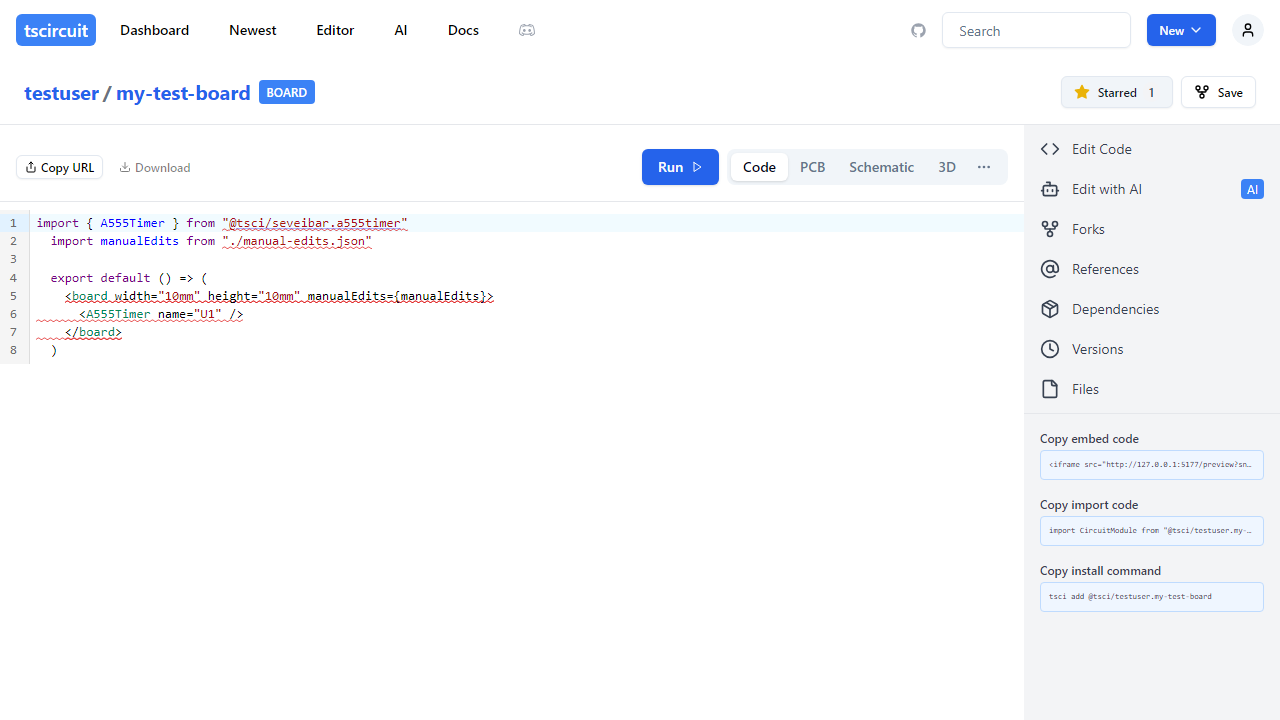 tscircuit Dashboard Newest Editor AI Docs Search New
testuser / my-test-board BOARD Starred 1 Save
Copy URL Download Run Code PCB Schematic 3D ...
1 import { A555Timer } from "@tsci/seveibar.a555timer"
2 import manualEdits from "./manual-edits.json"
3
4 export default () => (
5 <board width="10mm" height="10mm" manualEdits={manualEdits}>
6 <A555Timer name="U1" />
7 </board>
8 )
Edit Code
Edit with AI AI
Forks
References
Dependencies
Versions
Files
Copy embed code
<iframe src="http://127.0.0.1:5177/preview?sn...
Copy import code
import CircuitModule from "@tsci/testuser.my-...
Copy install command
tsci add @tsci/testuser.my-test-board